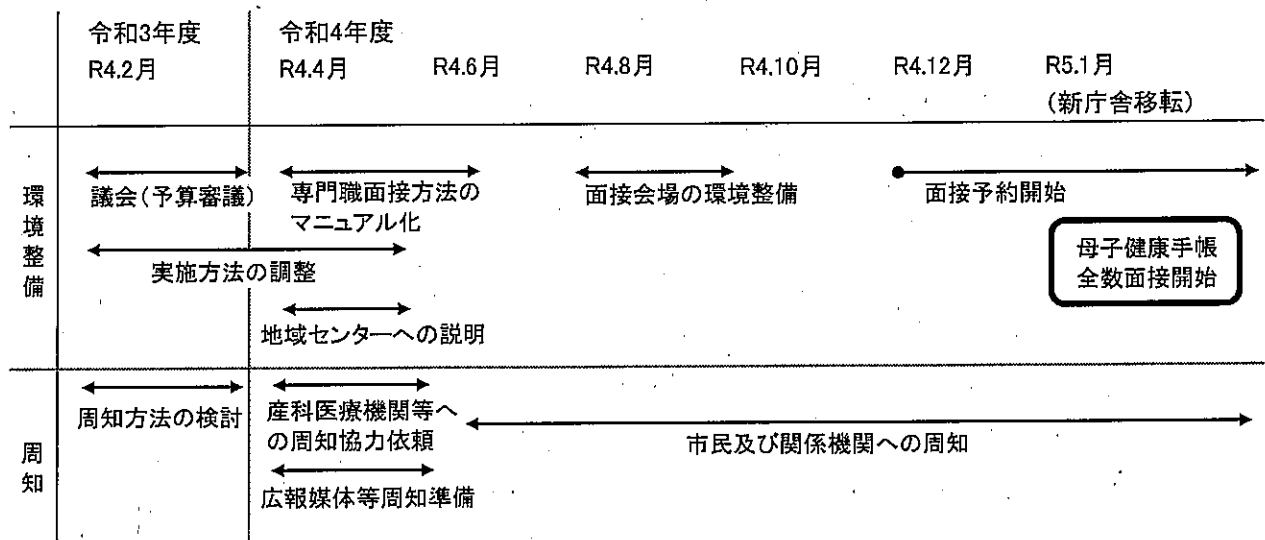 令和3年度
令和4年度
R4.2月
R4.4月
R4.6月
R4.8月
R4.10月
R4.12月
R5.1月
(新庁舎移転)
環境整備
議会(予算審議)
専門職面接方法の
マニュアル化
面接会場の環境整備
面接予約開始
実施方法の調整
母子健康手帳
全数面接開始
地域センターへの説明
周知
周知方法の検討
産科医療機関等へ
の周知協力依頼
市民及び関係機関への周知
広報媒体等周知準備